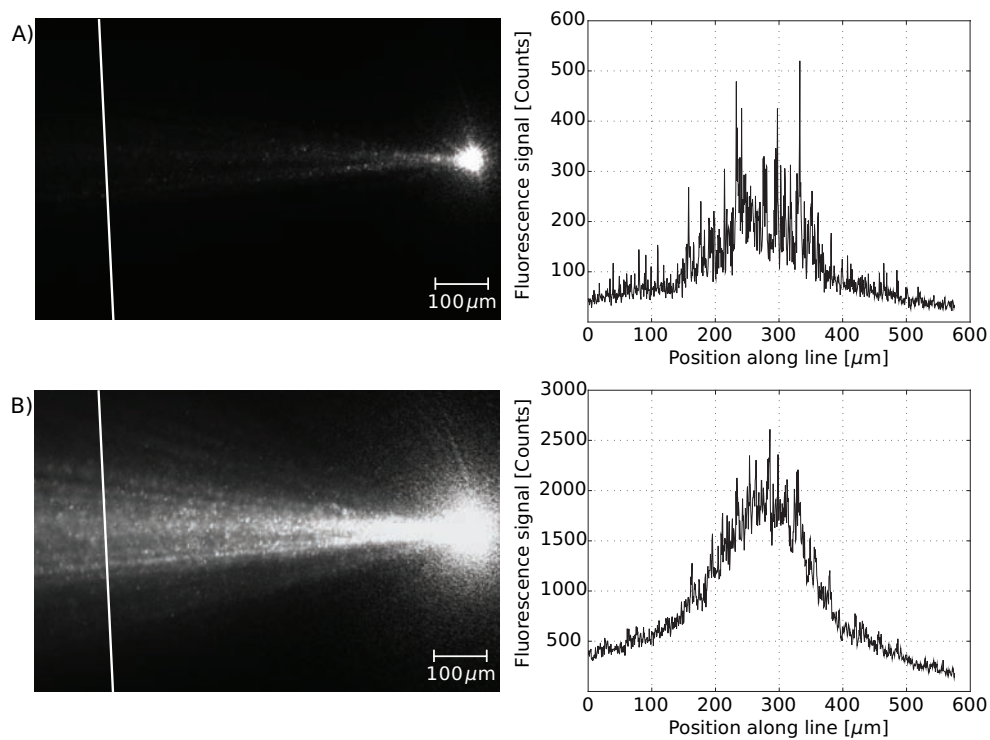 A)
100 μm
600
500
400
300
200
100
0 100 200 300 400 500 600
Fluorescence signal [Counts]
Position along line [μm]
B)
100 μm
3000
2500
2000
1500
1000
500
0 100 200 300 400 500 600
Fluorescence signal [Counts]
Position along line [μm]